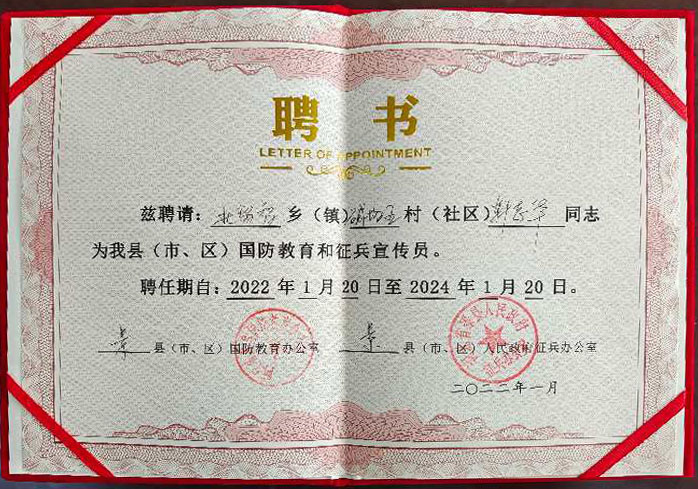 聘书
LETTER OF APPOINTMENT
兹聘请：乡（镇）村（社区）同志
为我县（市、区）国防教育和征兵宣传员。
聘任期自：2022年1月20日至2024年1月20日。
景县（市、区）国防教育办公室 景县（市、区）人民政府征兵办公室
二〇二二年一月